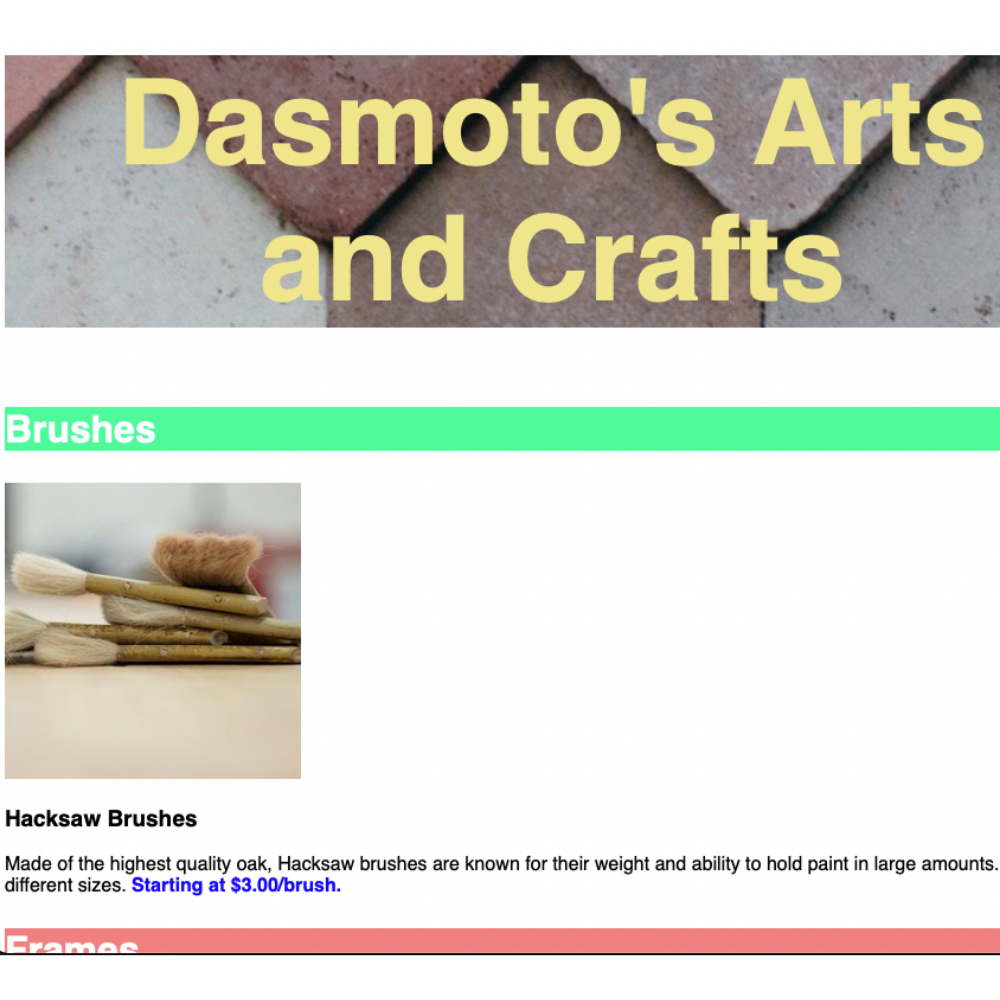 Dasmoto's Arts
and Crafts
Brushes
Hacksaw Brushes
Made of the highest quality oak, Hacksaw brushes are known for their weight and ability to hold paint in large amounts.
different sizes. Starting at $3.00/brush.
Frames